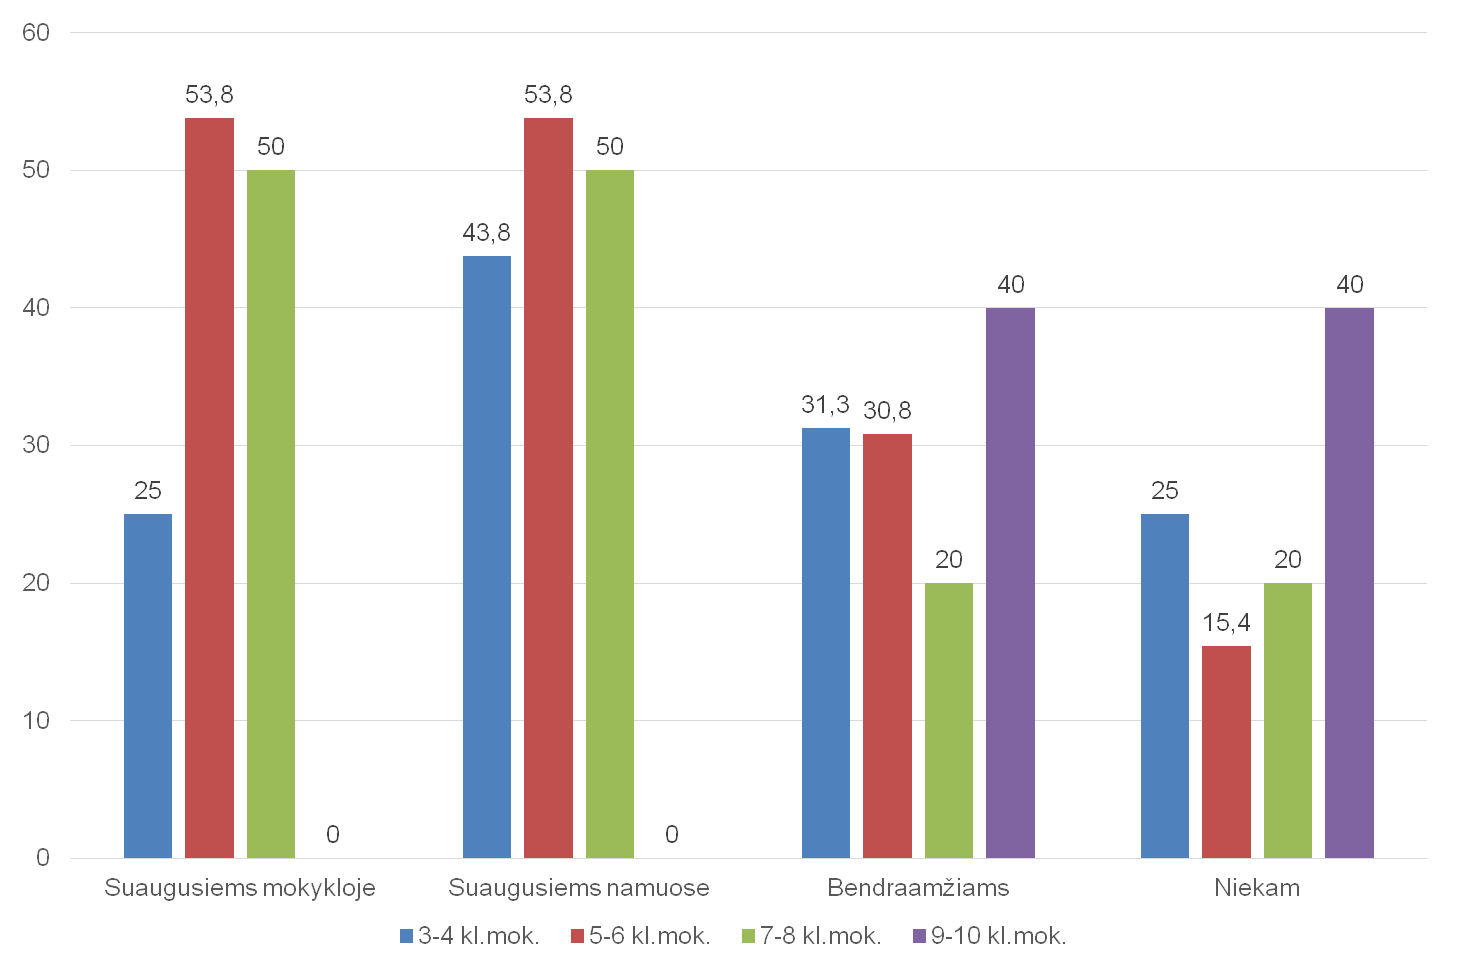 60
53,8
53,8
50
50
50
43,8
40
40
40
31,3
30,8
30
25
25
20
20
20
15,4
10
0
0
0
Suaugusiems mokykloje
Suaugusiems namuose
Bendraamžiams
Niekam
3-4 kl.mok.
5-6 kl.mok.
7-8 kl.mok.
9-10 kl.mok.